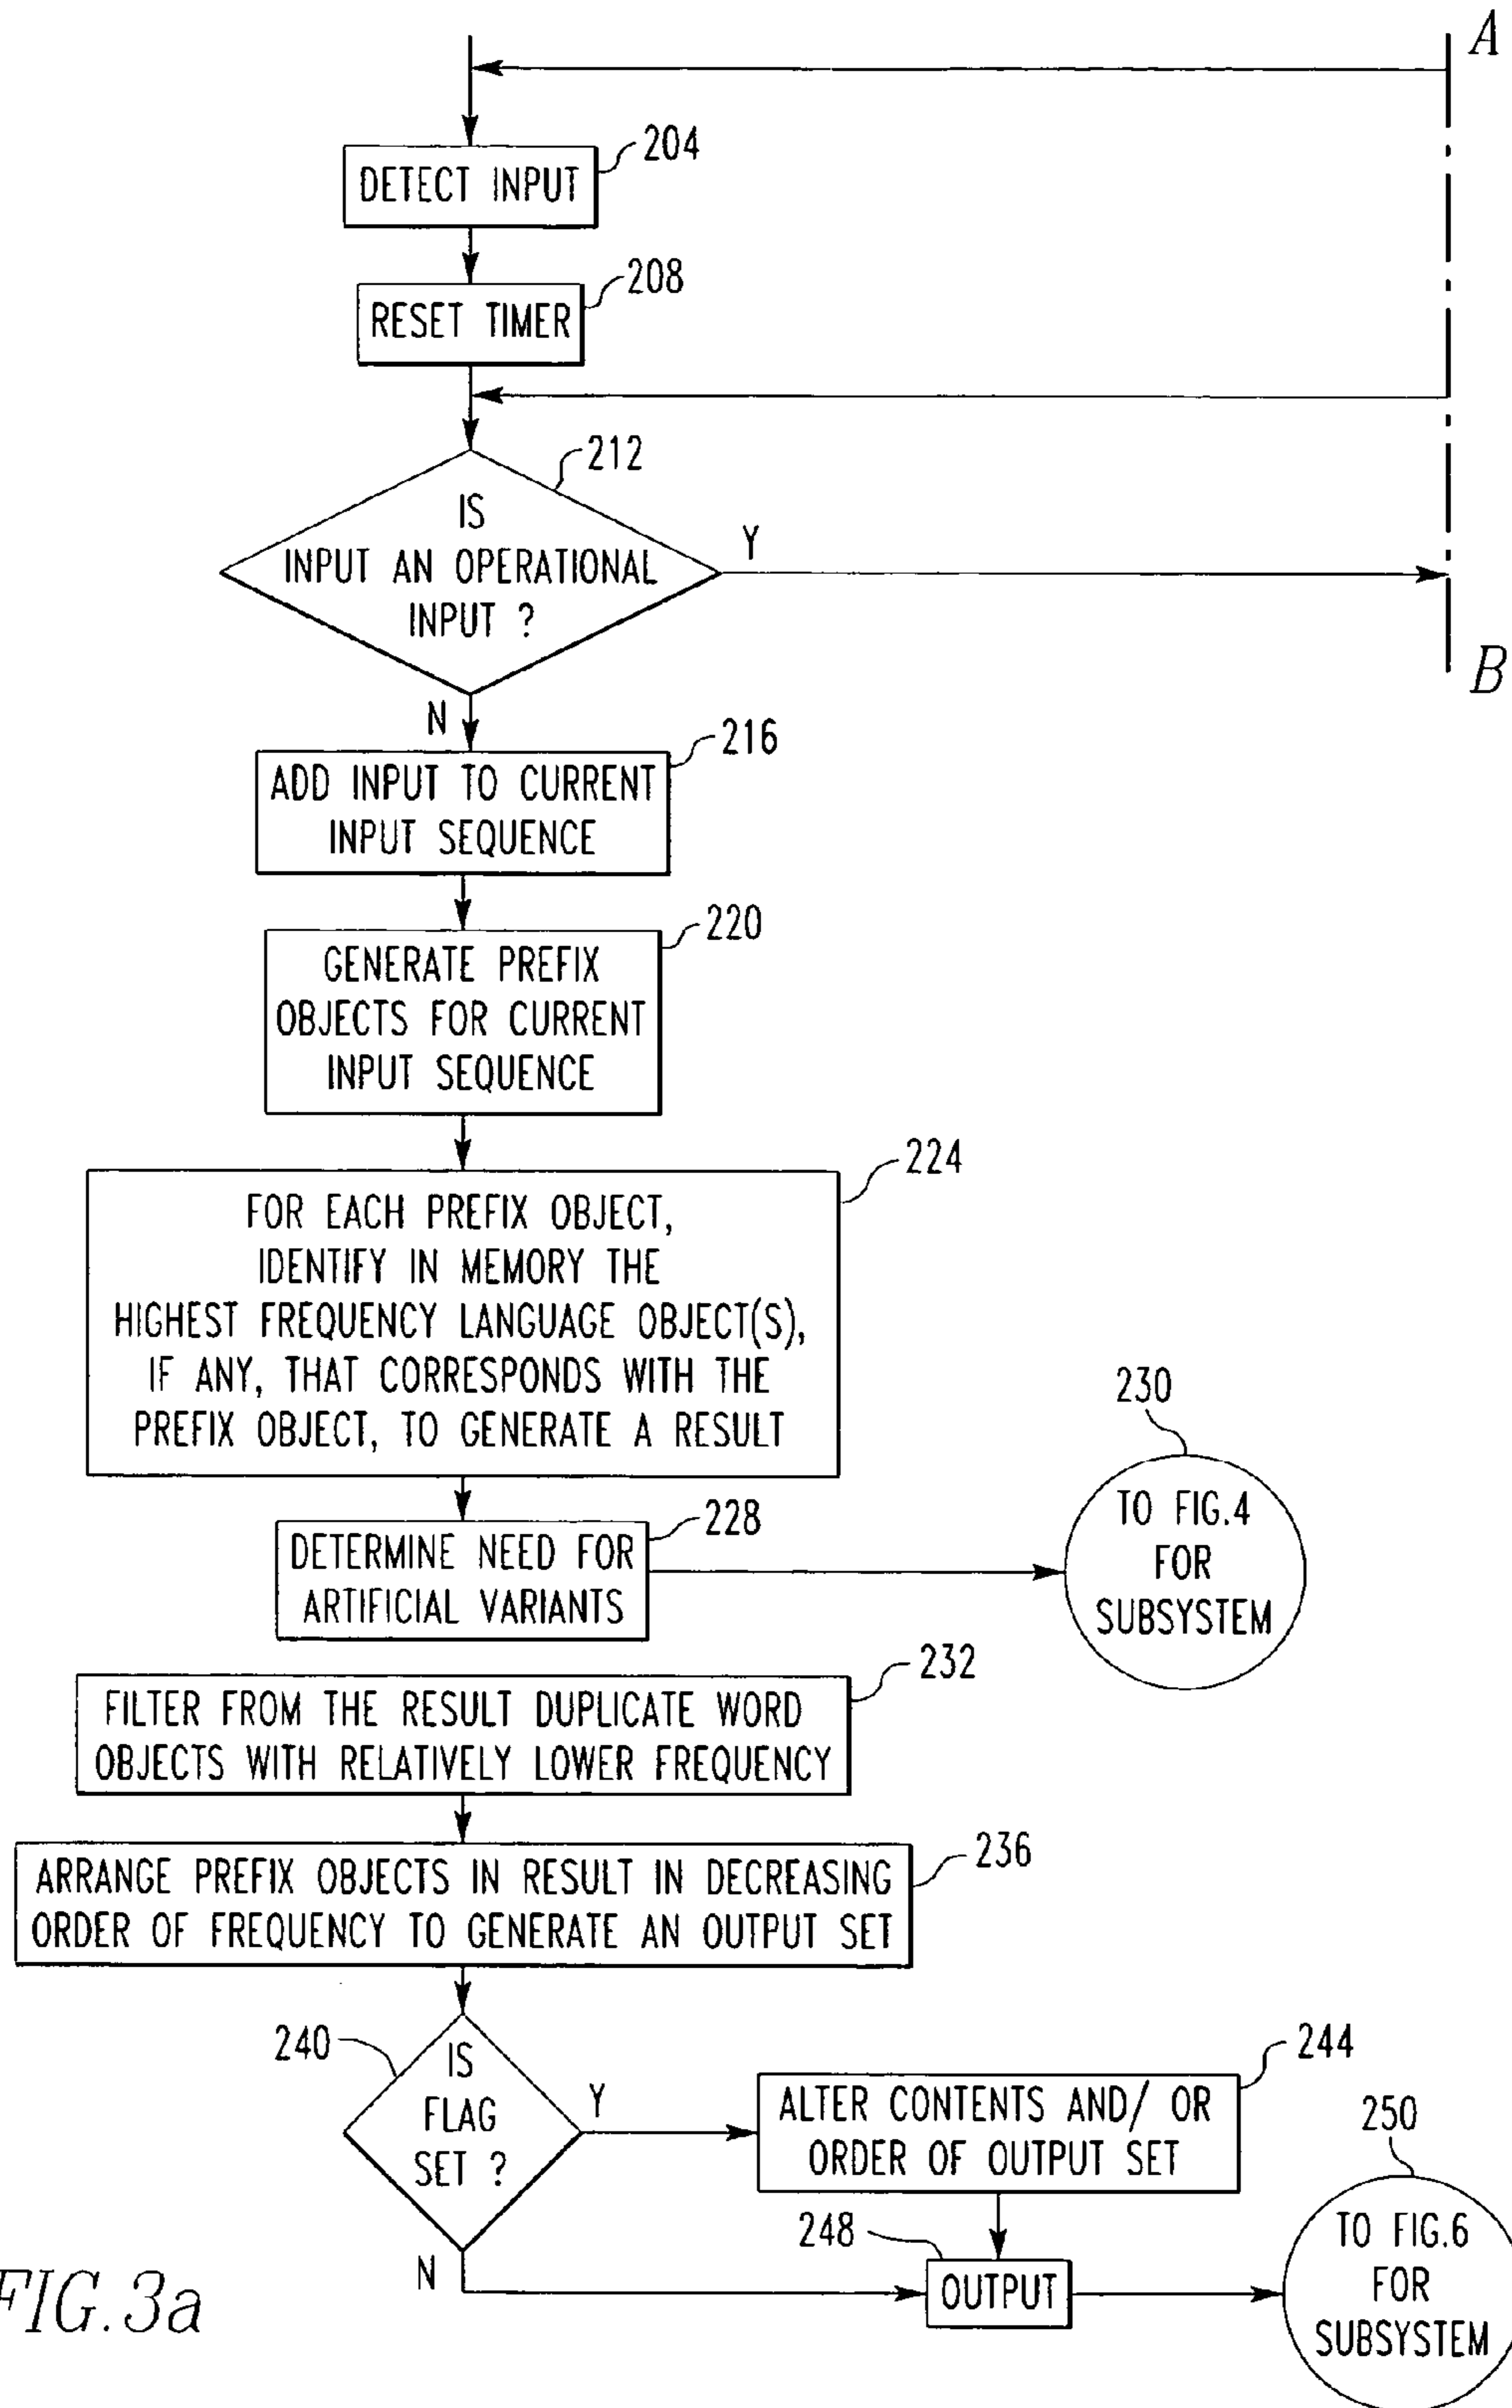 A
204
DETECT INPUT
208
RESET TIMER
212
IS
INPUT AN OPERATIONAL
INPUT ?
Y
B
N
216
ADD INPUT TO CURRENT
INPUT SEQUENCE
220
GENERATE PREFIX
OBJECTS FOR CURRENT
INPUT SEQUENCE
224
FOR EACH PREFIX OBJECT,
IDENTIFY IN MEMORY THE
HIGHEST FREQUENCY LANGUAGE OBJECT(S),
IF ANY, THAT CORRESPONDS WITH THE
PREFIX OBJECT, TO GENERATE A RESULT
230
TO FIG.4
FOR
SUBSYSTEM
228
DETERMINE NEED FOR
ARTIFICIAL VARIANTS
232
FILTER FROM THE RESULT DUPLICATE WORD
OBJECTS WITH RELATIVELY LOWER FREQUENCY
236
ARRANGE PREFIX OBJECTS IN RESULT IN DECREASING
ORDER OF FREQUENCY TO GENERATE AN OUTPUT SET
240
IS
FLAG
SET ?
Y
244
ALTER CONTENTS AND/ OR
ORDER OF OUTPUT SET
250
TO FIG.6
FOR
SUBSYSTEM
248
N
OUTPUT
FIG. 3a